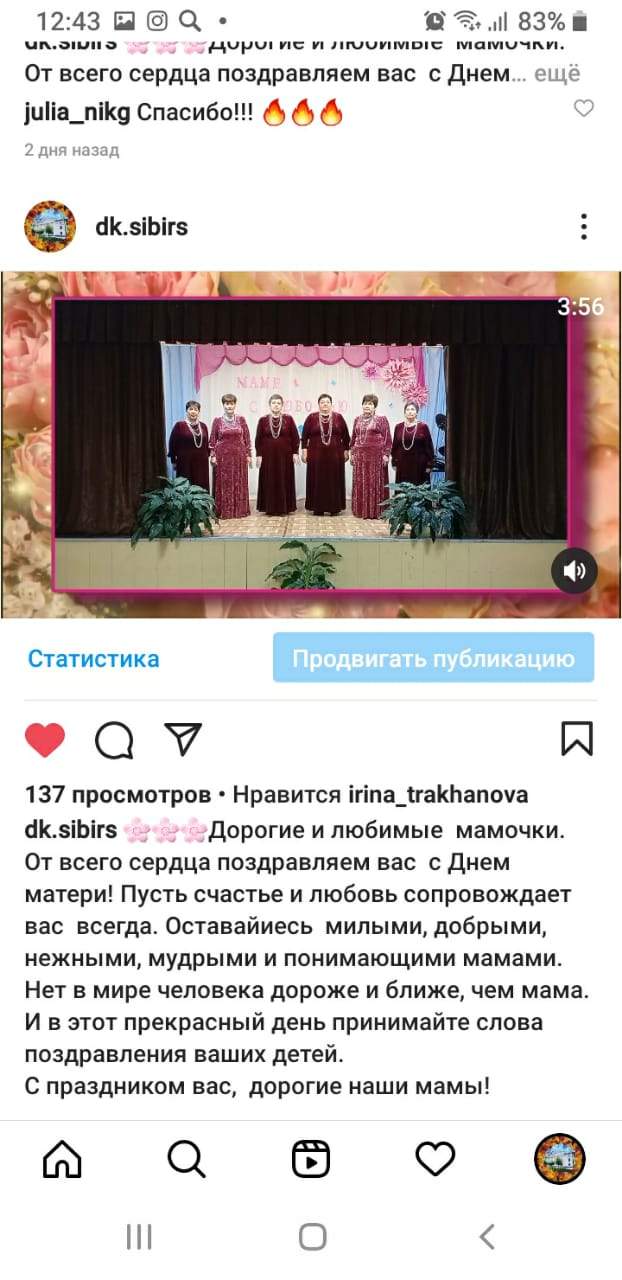 12:43
83%
dk.sibirs 🌸🌸🌸Дорогие и любимые мамочки.
От всего сердца поздравляем вас с Днем... ещё
julia_nikg Спасибо!!! 🔥🔥🔥
2 дня назад
dk.sibirs
3:56
МАМЕ
С ЛЮБОВЬЮ
Статистика
Продвигать публикацию
137 просмотров • Нравится irina_trakhanova
dk.sibirs 🌸🌸🌸Дорогие и любимые мамочки.
От всего сердца поздравляем вас с Днем
матери! Пусть счастье и любовь сопровождает
вас всегда. Оставайиесь милыми, добрыми,
нежными, мудрыми и понимающими мамами.
Нет в мире человека дороже и ближе, чем мама.
И в этот прекрасный день принимайте слова
поздравления ваших детей.
С праздником вас, дорогие наши мамы!